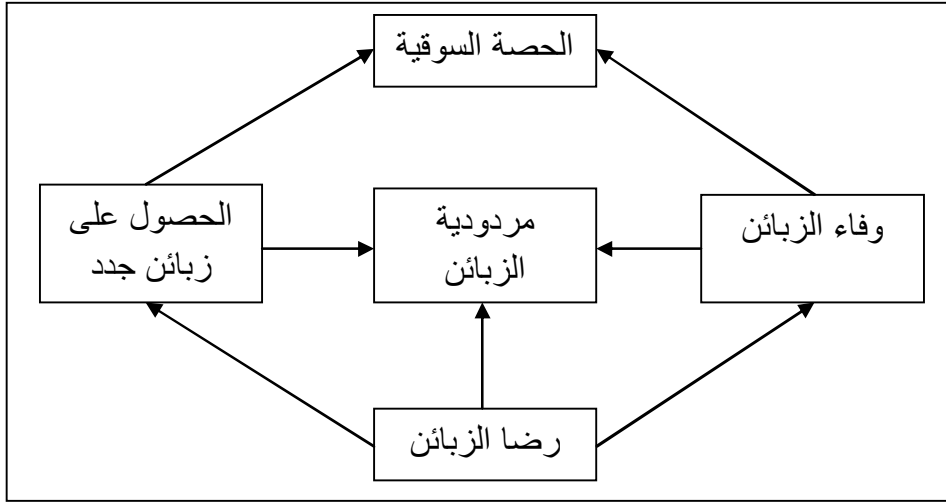 الحصة السوقية
وفاء الزبائن
مردودية
الزبائن
الحصول على
زبائن جدد
رضا الزبائن